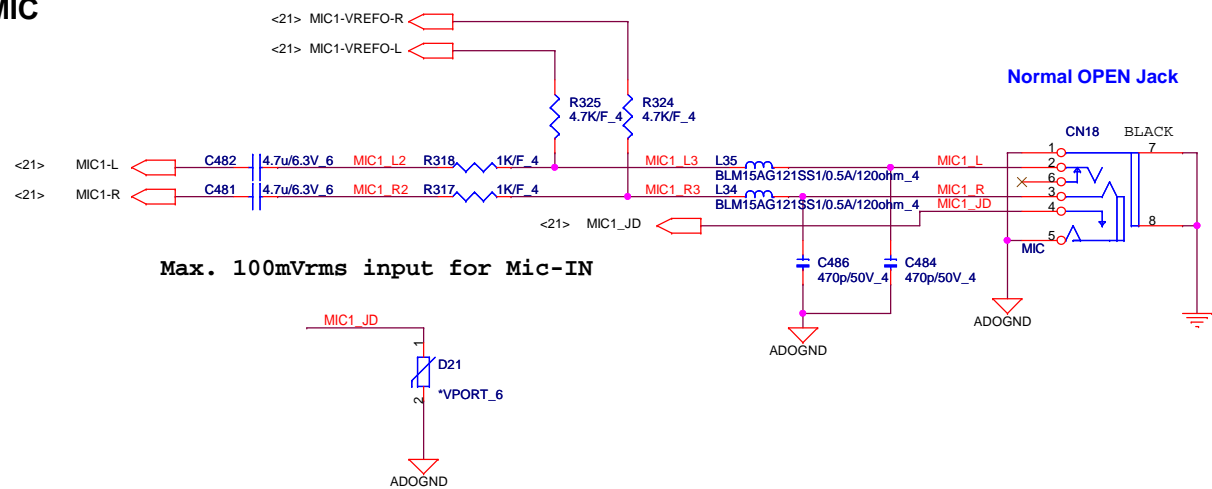 MIC
<21> MIC1-VREFO-R
<21> MIC1-VREFO-L
Normal OPEN Jack
R325
4.7K/F_4
R324
4.7K/F_4
CN18
BLACK
<21> MIC1-L
C482
4.7u/6.3V_6
MIC1_L2
R318
1K/F_4
MIC1_L3
L35
BLM15AG121SS1/0.5A/120ohm_4
MIC1_L
<21> MIC1-R
C481
4.7u/6.3V_6
MIC1_R2
R317
1K/F_4
MIC1_R3
L34
BLM15AG121SS1/0.5A/120ohm_4
MIC1_R
MIC1_JD
1
2
6
3
4
5
7
8
MIC
<21> MIC1_JD
Max. 100mVrms input for Mic-IN
C486
470p/50V_4
C484
470p/50V_4
ADOGND
ADOGND
MIC1_JD
1
D21
*VPORT_6
2
ADOGND